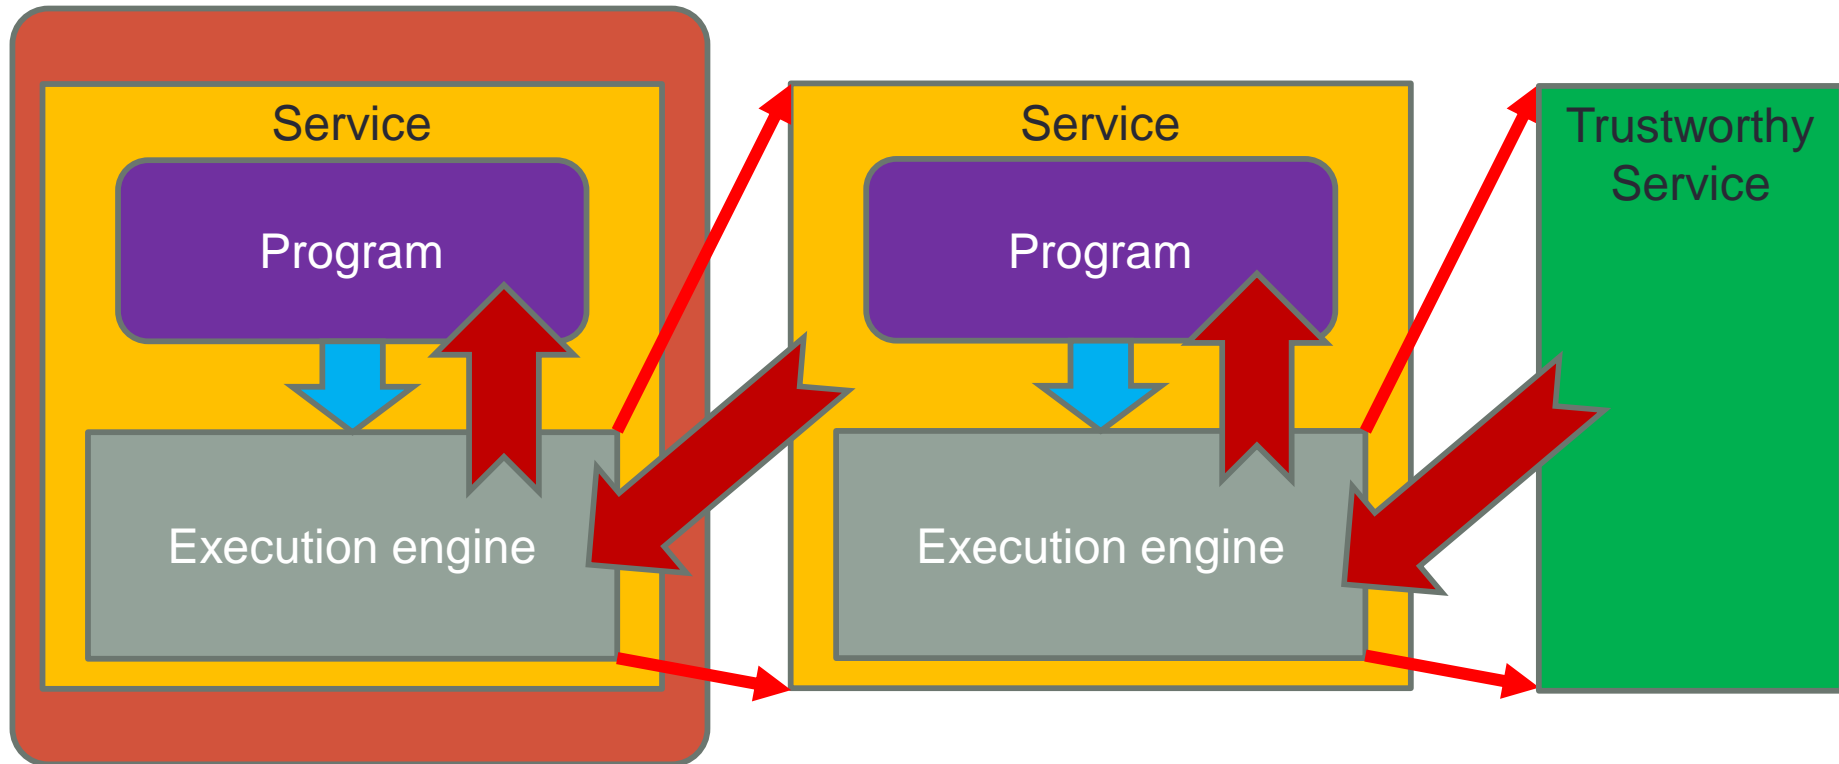 Service
Program
Execution engine
Service
Program
Execution engine
Trustworthy
Service